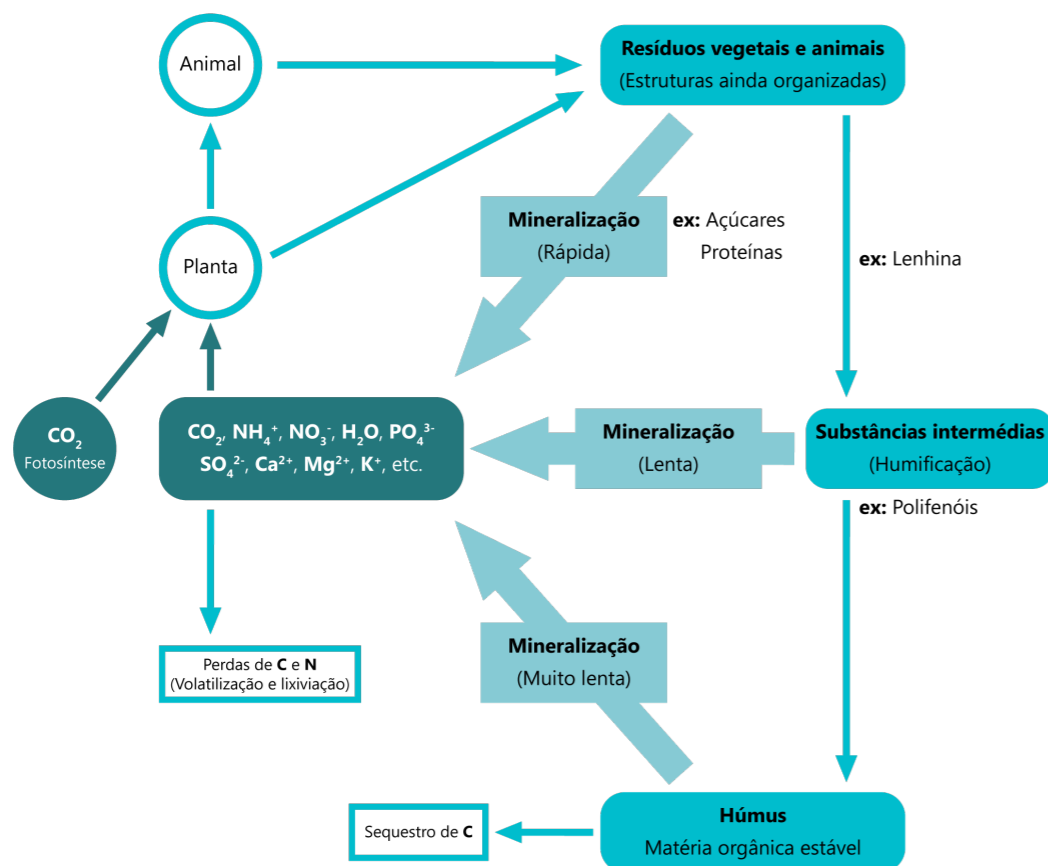 Animal
Resíduos vegetais e animais
(Estruturas ainda organizadas)
Mineralização
(Rápida)
ex: Açúcares
Proteínas
Planta
ex: Lenhina
CO₂
Fotosíntese
CO₂, NH₄⁺, NO₃⁻, H₂O, PO₄³⁻
SO₄²⁻, Ca²⁺, Mg²⁺, K⁺, etc.
Mineralização
(Lenta)
Substâncias intermédias
(Humificação)
ex: Polifenóis
Perdas de C e N
(Volatilização e lixiviação)
Mineralização
(Muito lenta)
Sequestro de C
Húmus
Matéria orgânica estável